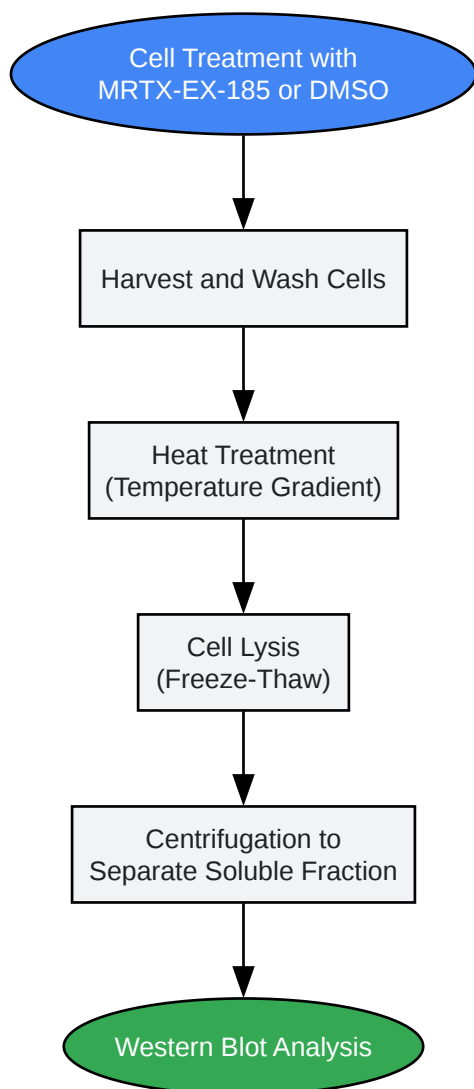 Cell Treatment with
MRTX-EX-185 or DMSO
Harvest and Wash Cells
Heat Treatment
(Temperature Gradient)
Cell Lysis
(Freeze-Thaw)
Centrifugation to
Separate Soluble Fraction
Western Blot Analysis